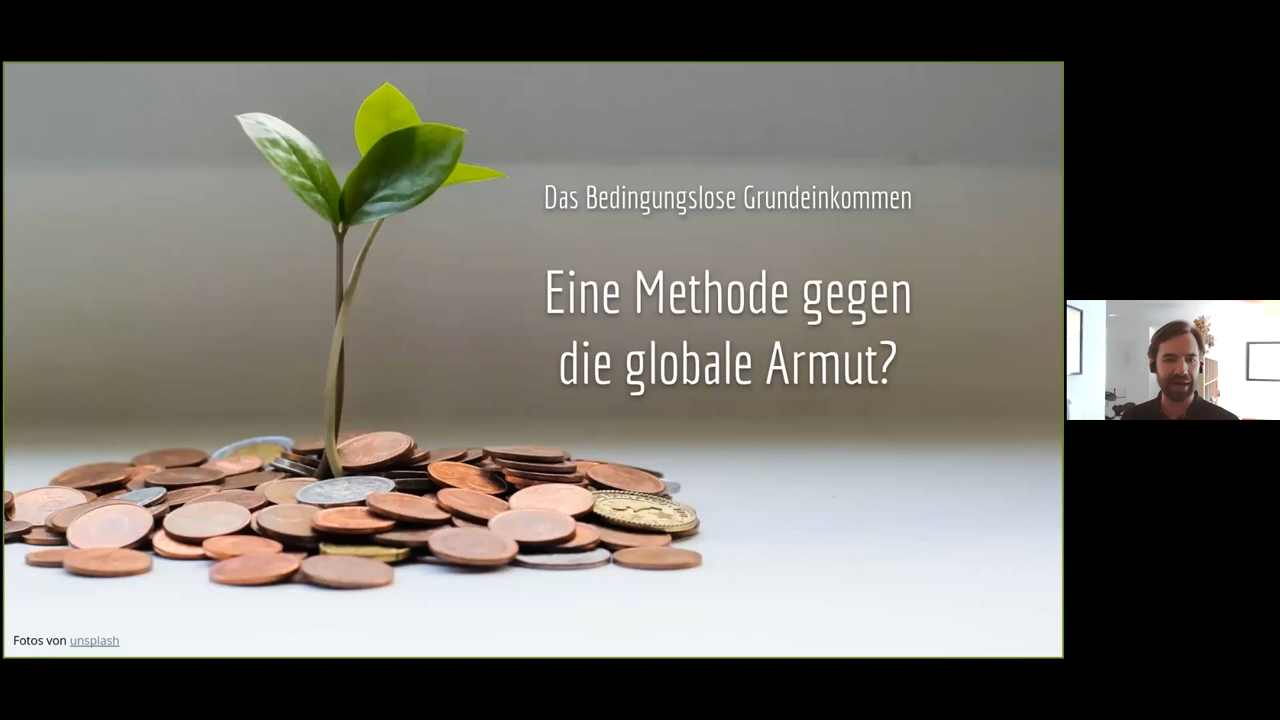 Das Bedingungslose Grundeinkommen
Eine Methode gegen
die globale Armut?
Fotos von unsplash